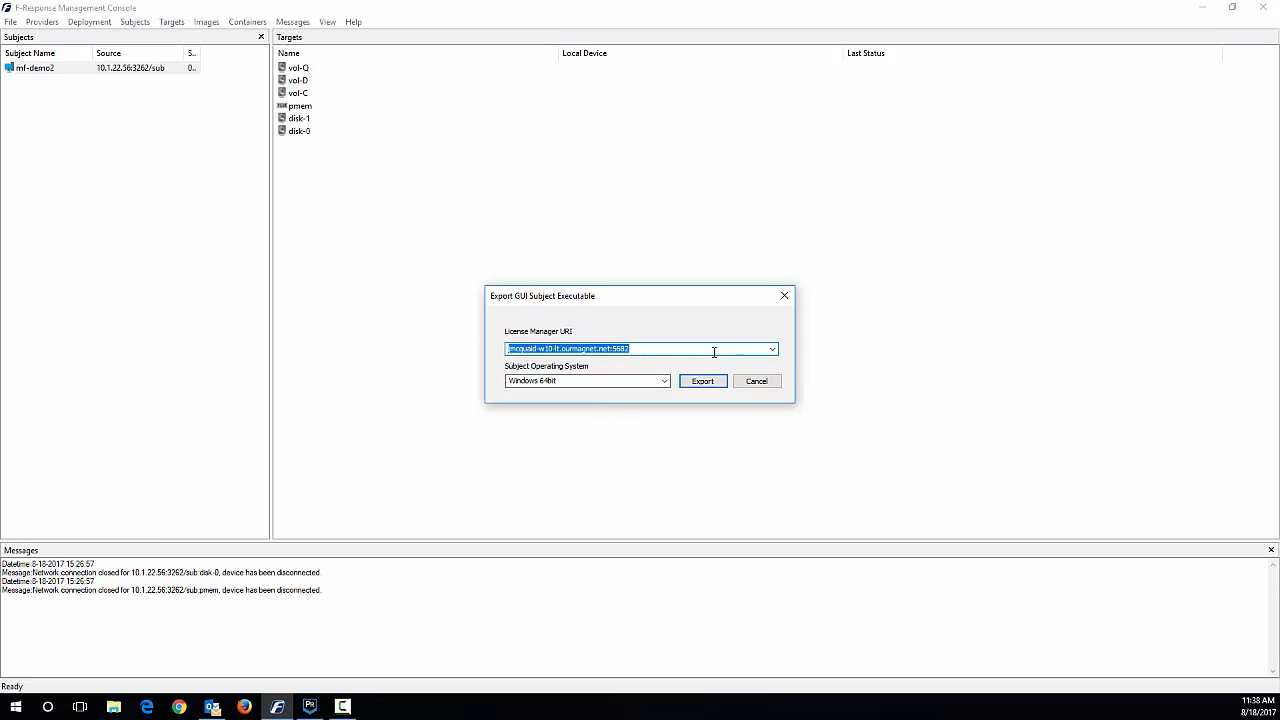 F-Response Management Console
File Providers Deployment Subjects Targets Images Containers Messages View Help
Subjects
Subject Name Source S..
mf-demo2 10.1.22.56:3262/sub 0..
Targets
Name Local Device Last Status
vol-Q
vol-D
vol-C
pmem
disk-1
disk-0
Export GUI Subject Executable
License Manager URI
jmcquaid-w10-lt.ourmagnet.net:5682
Subject Operating System
Windows 64bit Export Cancel
Messages
Datetime:8-18-2017 15:26:57
Message:Network connection closed for 10.1.22.56:3262/sub:disk-0, device has been disconnected.
Datetime:8-18-2017 15:26:57
Message:Network connection closed for 10.1.22.56:3262/sub:pmem, device has been disconnected.
Ready
11:38 AM
8/18/2017